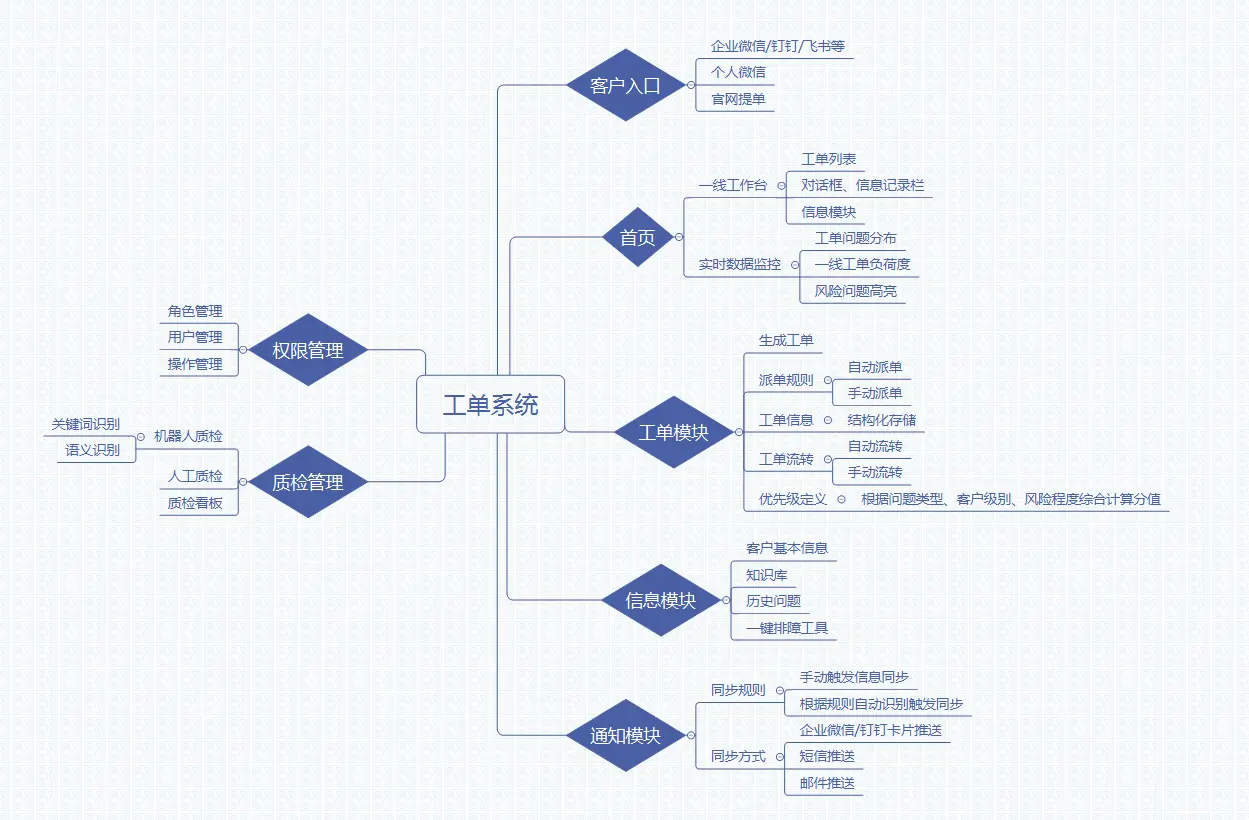 工单系统
客户入口
企业微信/钉钉/飞书等
个人微信
官网提单
首页
一线工作台
工单列表
对话框、信息记录栏
信息模块
实时数据监控
工单问题分布
一线工单负荷度
风险问题高亮
工单模块
生成工单
派单规则
自动派单
手动派单
工单信息
结构化存储
工单流转
自动流转
手动流转
优先级定义
根据问题类型、客户级别、风险程度综合计算分值
信息模块
客户基本信息
知识库
历史问题
一键排障工具
通知模块
同步规则
手动触发信息同步
根据规则自动识别触发同步
同步方式
企业微信/钉钉卡片推送
短信推送
邮件推送
权限管理
角色管理
用户管理
操作管理
质检管理
机器人质检
关键词识别
语义识别
人工质检
质检看板